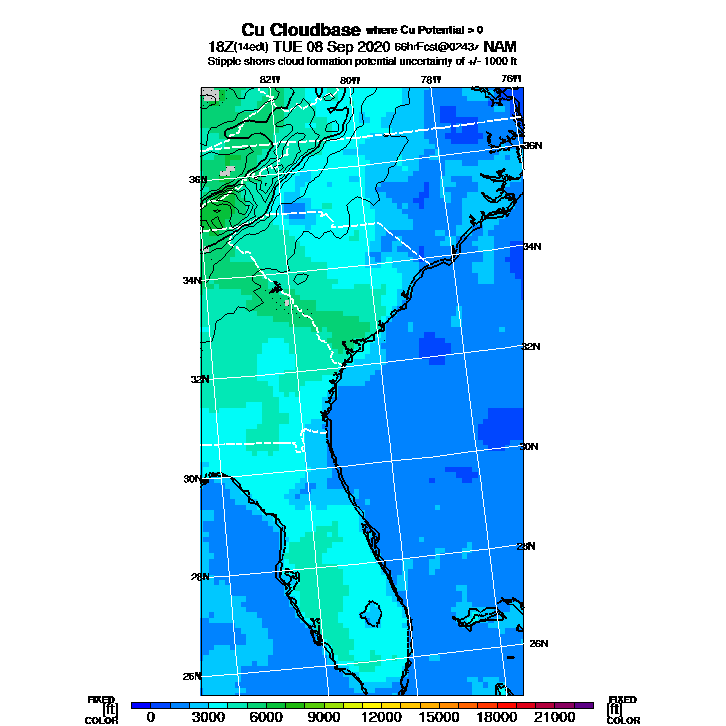 Cu Cloudbase where Cu Potential > 0
18Z(14edt) TUE 08 Sep 2020 66hrFcst@0243z NAM
Stipple shows cloud formation potential uncertainty of +/- 1000 ft
82W 80W 78W 76W
36N
36N
34N
34N
32N
32N
30N
30N
28N
28N
26N
26N
FIXED FIXED
[ft] [ft]
COLOR COLOR
0 3000 6000 9000 12000 15000 18000 21000